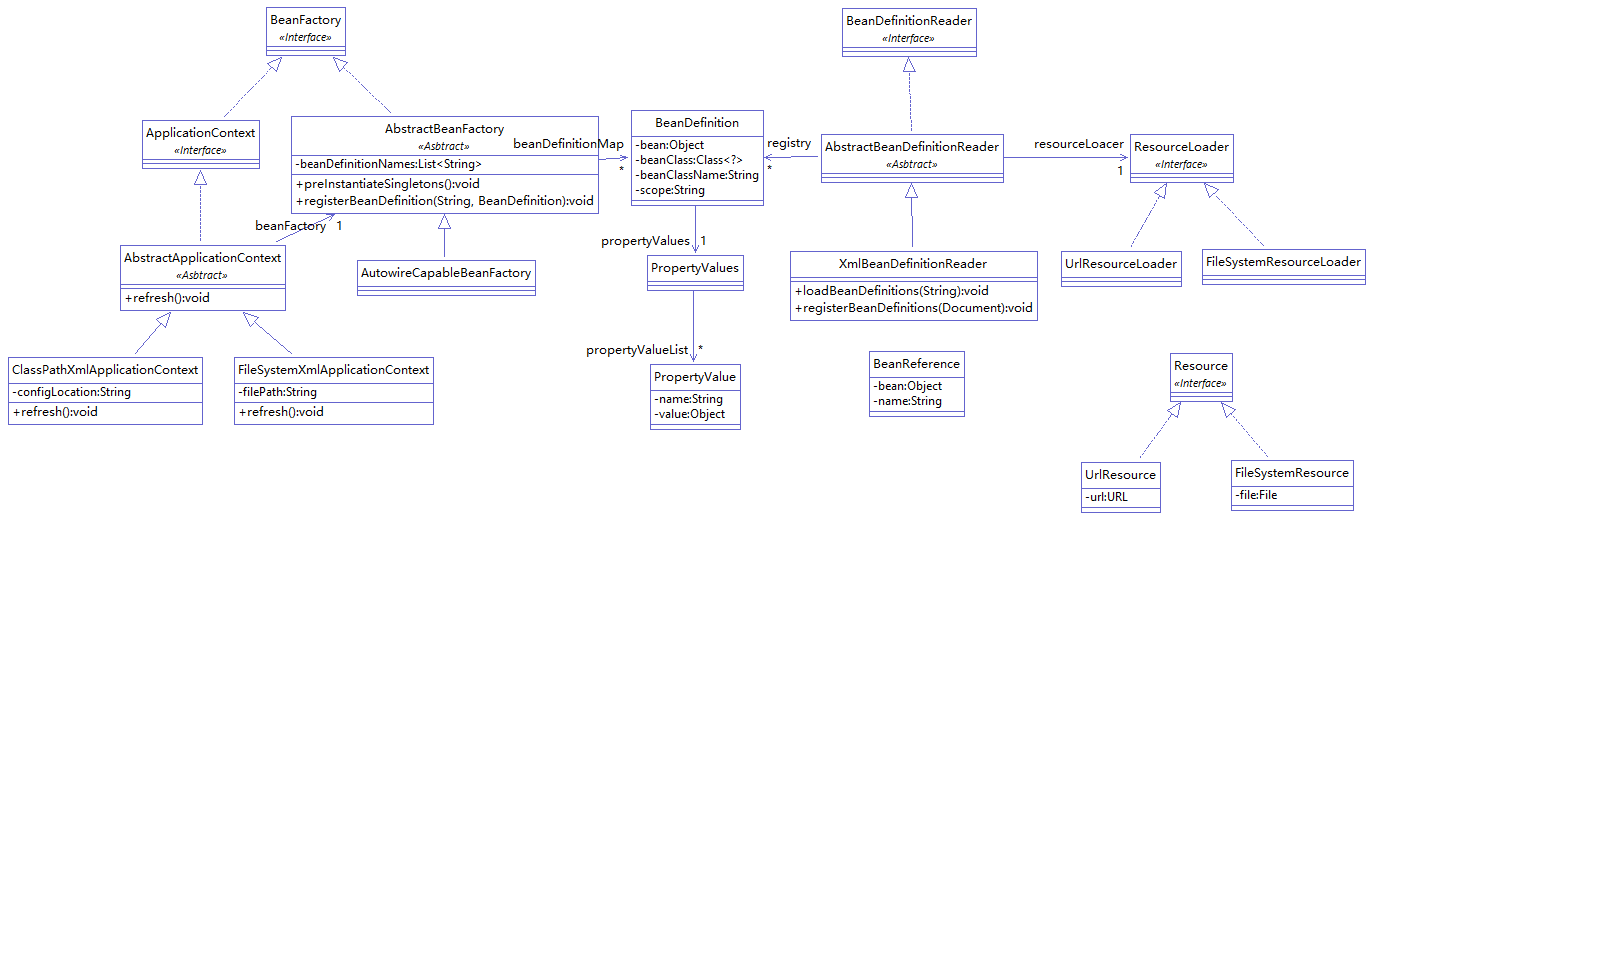 BeanFactory
«Interface»
BeanDefinitionReader
«Interface»
ApplicationContext
«Interface»
AbstractBeanFactory
«Asbtract»
-beanDefinitionNames:List<String>
+preInstantiateSingletons():void
+registerBeanDefinition(String, BeanDefinition):void
beanDefinitionMap
*
BeanDefinition
-bean:Object
-beanClass:Class<?>
-beanClassName:String
-scope:String
registry
*
AbstractBeanDefinitionReader
«Asbtract»
resourceLoacer
1
ResourceLoader
«Interface»
beanFactory
1
AbstractApplicationContext
«Asbtract»
+refresh():void
AutowireCapableBeanFactory
propertyValues
1
PropertyValues
XmlBeanDefinitionReader
+loadBeanDefinitions(String):void
+registerBeanDefinitions(Document):void
UrlResourceLoader
FileSystemResourceLoader
ClassPathXmlApplicationContext
-configLocation:String
+refresh():void
FileSystemXmlApplicationContext
-filePath:String
+refresh():void
propertyValueList
*
PropertyValue
-name:String
-value:Object
BeanReference
-bean:Object
-name:String
Resource
«Interface»
UrlResource
-url:URL
FileSystemResource
-file:File